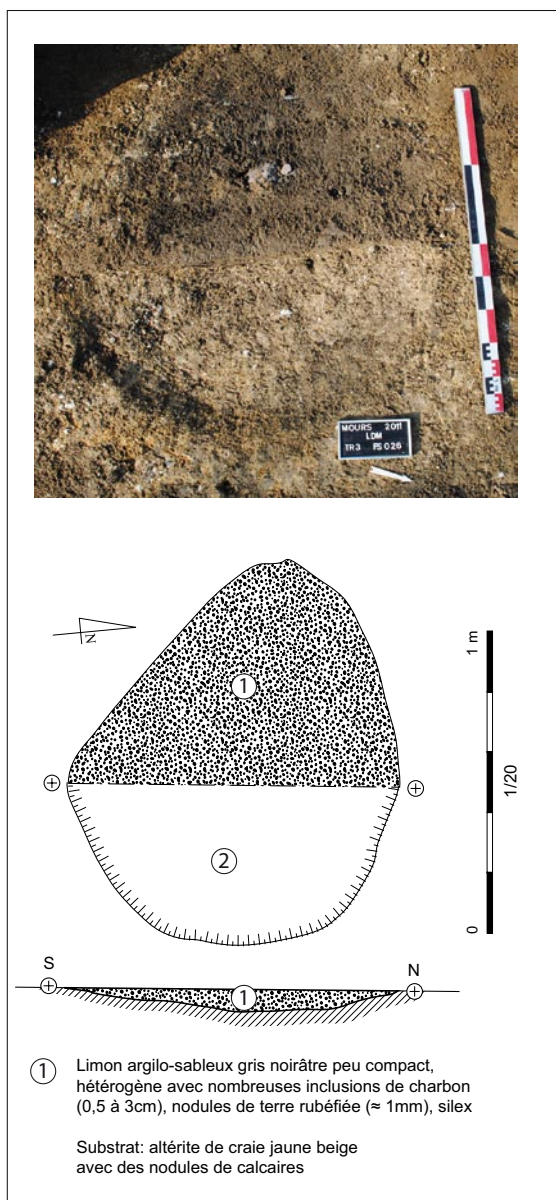 MOURS 2011
LDM
TR3 FS026
E
E
N
1
2
1 m
1/20
0
S
N
1
1 Limon argilo-sableux gris noirâtre peu compact,
hétérogène avec nombreuses inclusions de charbon
(0,5 à 3cm), nodules de terre rubéfiée (≈ 1mm), silex
Substrat: altérite de craie jaune beige
avec des nodules de calcaires